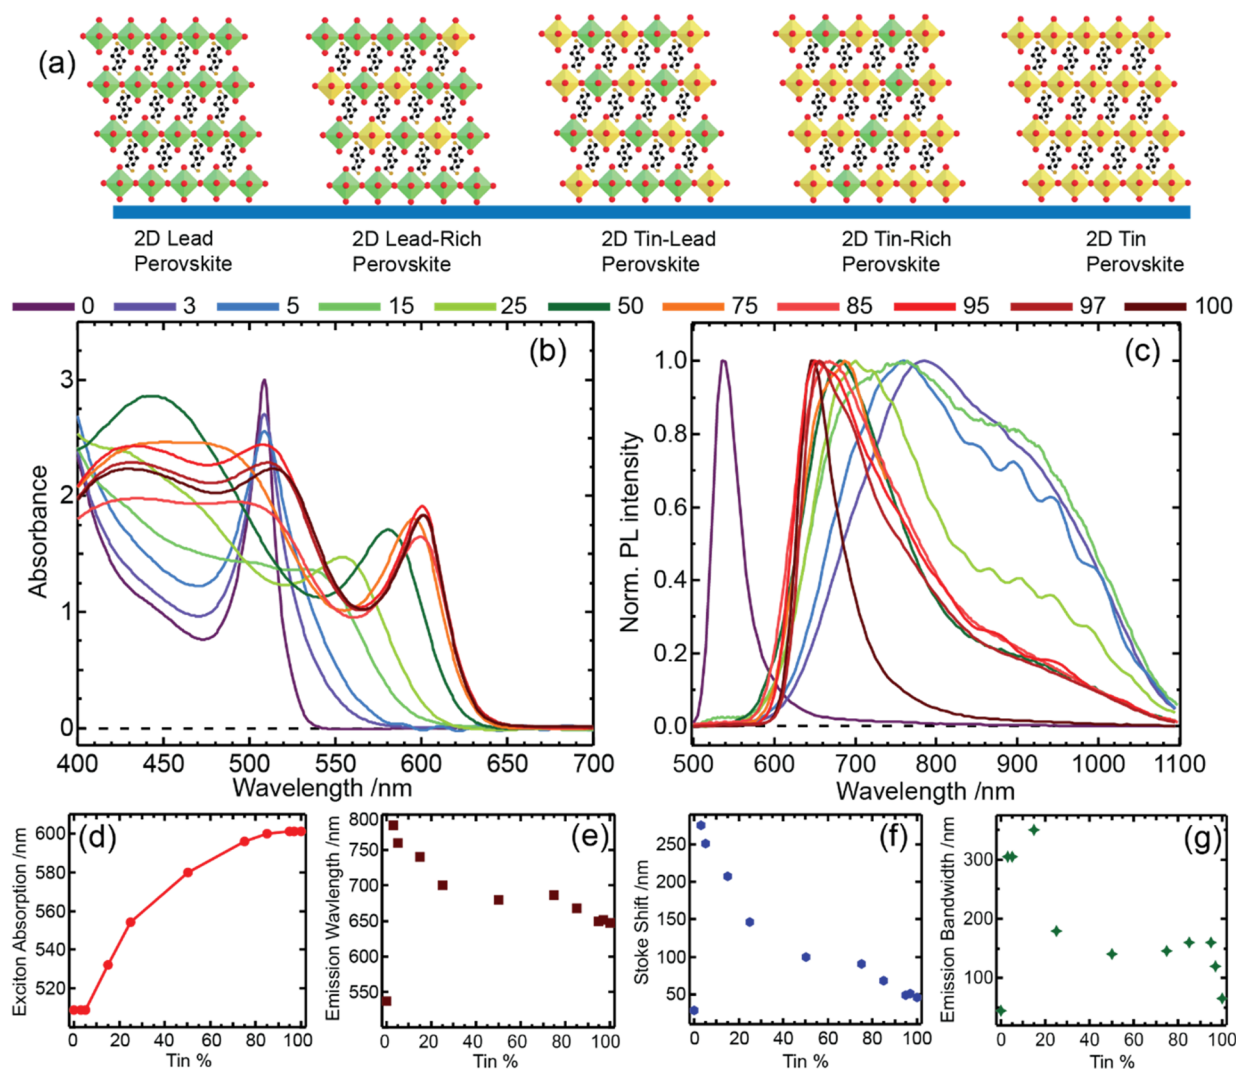 (a)
2D Lead
Perovskite
2D Lead-Rich
Perovskite
2D Tin-Lead
Perovskite
2D Tin-Rich
Perovskite
2D Tin
Perovskite
0 3 5 15 25 50 75 85 95 97 100
(b)
Absorbance
3
2
1
0
400 450 500 550 600 650 700
Wavelength /nm
(c)
Norm. PL intensity
1.0
0.8
0.6
0.4
0.2
0.0
500 600 700 800 900 1000 1100
Wavelength /nm
(d)
Exciton Absorption /nm
600
580
560
540
520
0 20 40 60 80 100
Tin %
(e)
Emission Wavlength /nm
800
750
700
650
600
550
0 20 40 60 80 100
Tin %
(f)
Stoke Shift /nm
250
200
150
100
50
0 20 40 60 80 100
Tin %
(g)
Emission Bandwidth /nm
300
200
100
0 20 40 60 80 100
Tin %